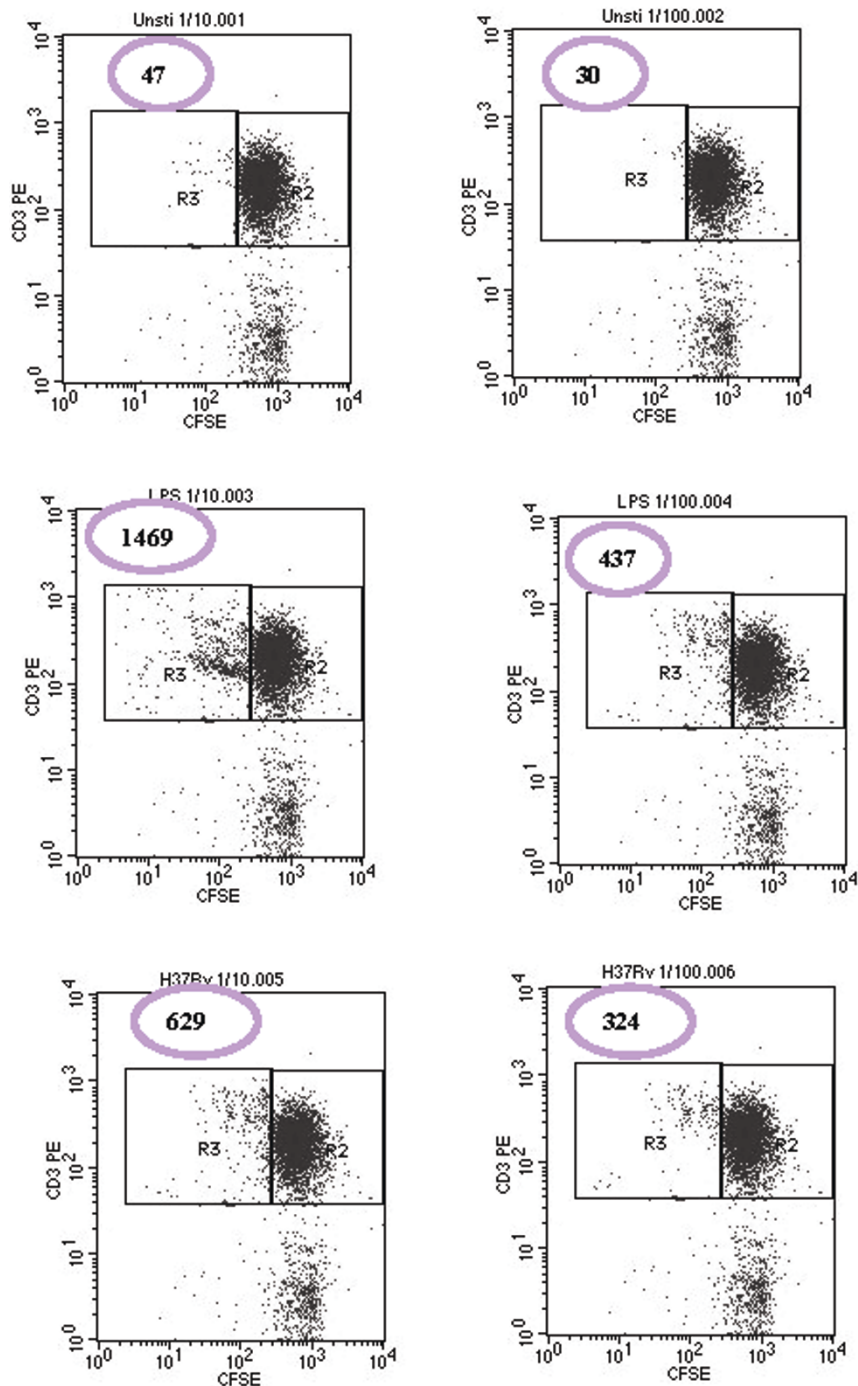 Unsti 1/10.001
47
10^4
10^3
10^2
10^1
10^0
CD3 PE
R3
R2
10^0 10^1 10^2 10^3 10^4
CFSE
Unsti 1/100.002
30
10^4
10^3
10^2
10^1
10^0
CD3 PE
R3
R2
10^0 10^1 10^2 10^3 10^4
CFSE
LPS 1/10.003
1469
10^4
10^3
10^2
10^1
10^0
CD3 PE
R3
R2
10^0 10^1 10^2 10^3 10^4
CFSE
LPS 1/100.004
437
10^4
10^3
10^2
10^1
10^0
CD3 PE
R3
R2
10^0 10^1 10^2 10^3 10^4
CFSE
H37Rv 1/10.005
629
10^4
10^3
10^2
10^1
10^0
CD3 PE
R3
R2
10^0 10^1 10^2 10^3 10^4
CFSE
H37Rv 1/100.006
324
10^4
10^3
10^2
10^1
10^0
CD3 PE
R3
R2
10^0 10^1 10^2 10^3 10^4
CFSE